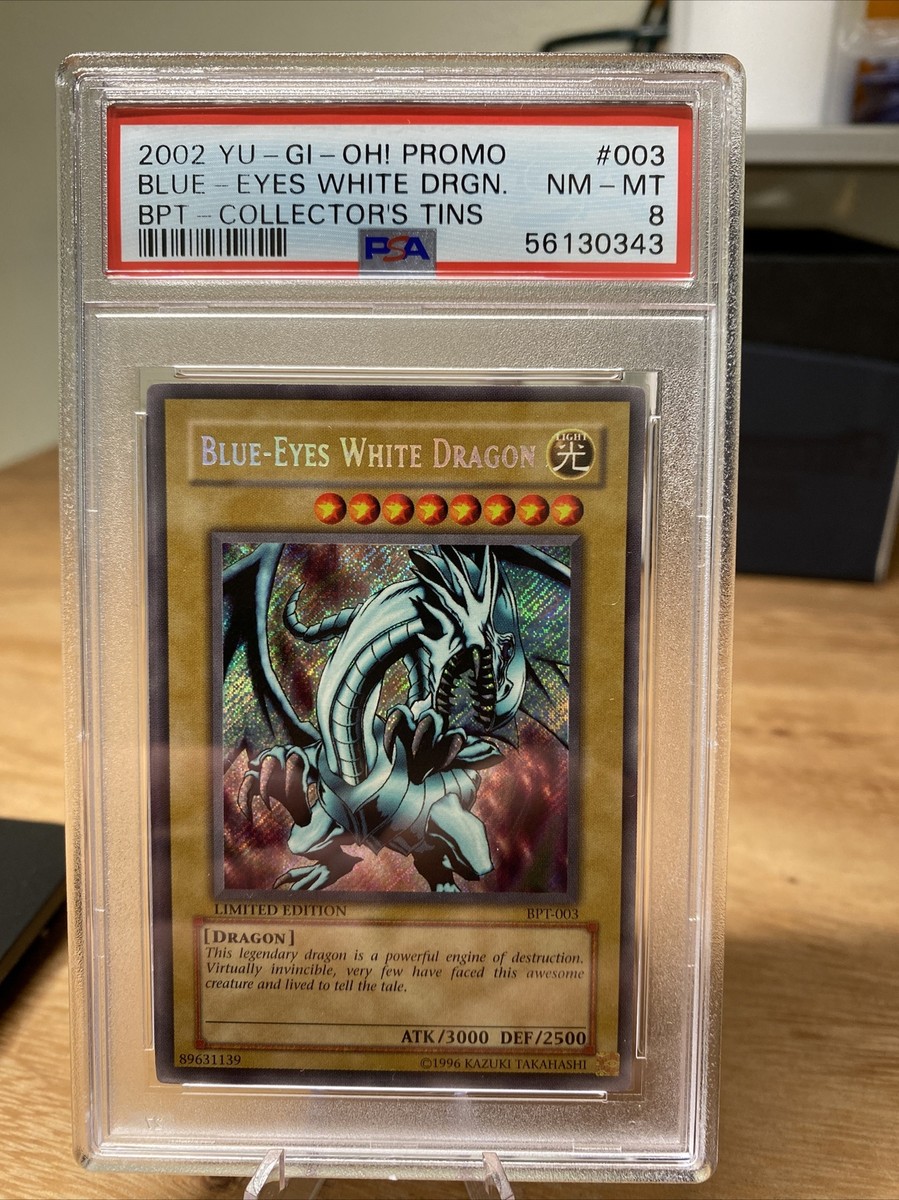 2002 YU-GI-OH! PROMO #003
BLUE-EYES WHITE DRGN. NM-MT
BPT-COLLECTOR'S TINS 8
PSA 56130343
BLUE-EYES WHITE DRAGON LIGHT 光
LIMITED EDITION BPT-003
[DRAGON]
This legendary dragon is a powerful engine of destruction.
Virtually invincible, very few have faced this awesome
creature and lived to tell the tale.
ATK/3000 DEF/2500
89631139 ©1996 KAZUKI TAKAHASHI